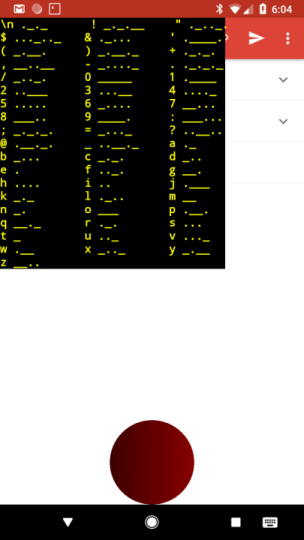 6:04
\n ._._ ! _._.__ " ._.._.
$ ..._.._ & ._... ' .____.
( _.__. ) _.__._ + ._._.
, __..__ - _...._ . ._._._
/ _.._. 0 _____ 1 .____
2 ..___ 3 ...__ 4 ...._
5 ..... 6 _.... 7 __...
8 ___.. 9 ____. : ___...
; _._._. = _..._ ? ..__..
@ .__._. a ._
b _... c _._. d _..
e . f .._. g __.
h .... i .. j .___
k _._ l ._.. m __
n _. o ___ p .__.
q __._ r ._. s ...
t _ u .._ v ..._
w .__ x _.._ y _.__
z __..